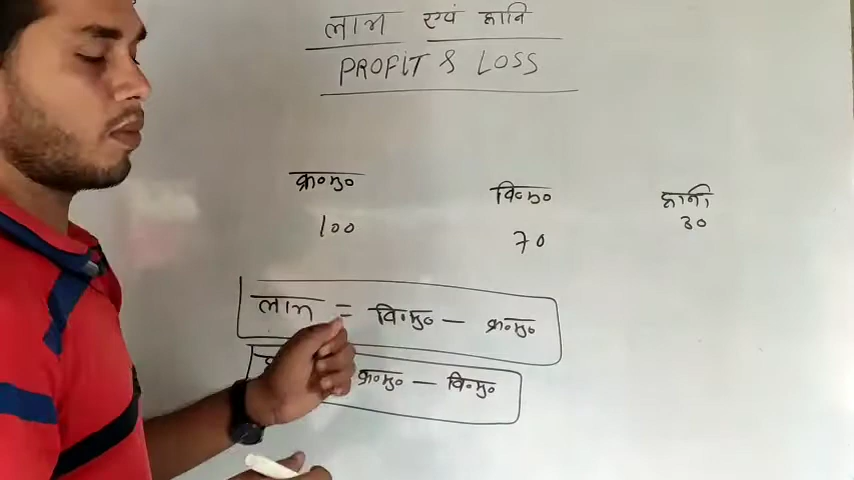 लाभ एवं हानि
PROFIT & LOSS
क्र०मू० वि०मू० हानी
100 70 30
लाभ = वि०मू० — क्र०मू०
क्र०मू० — वि०मू०